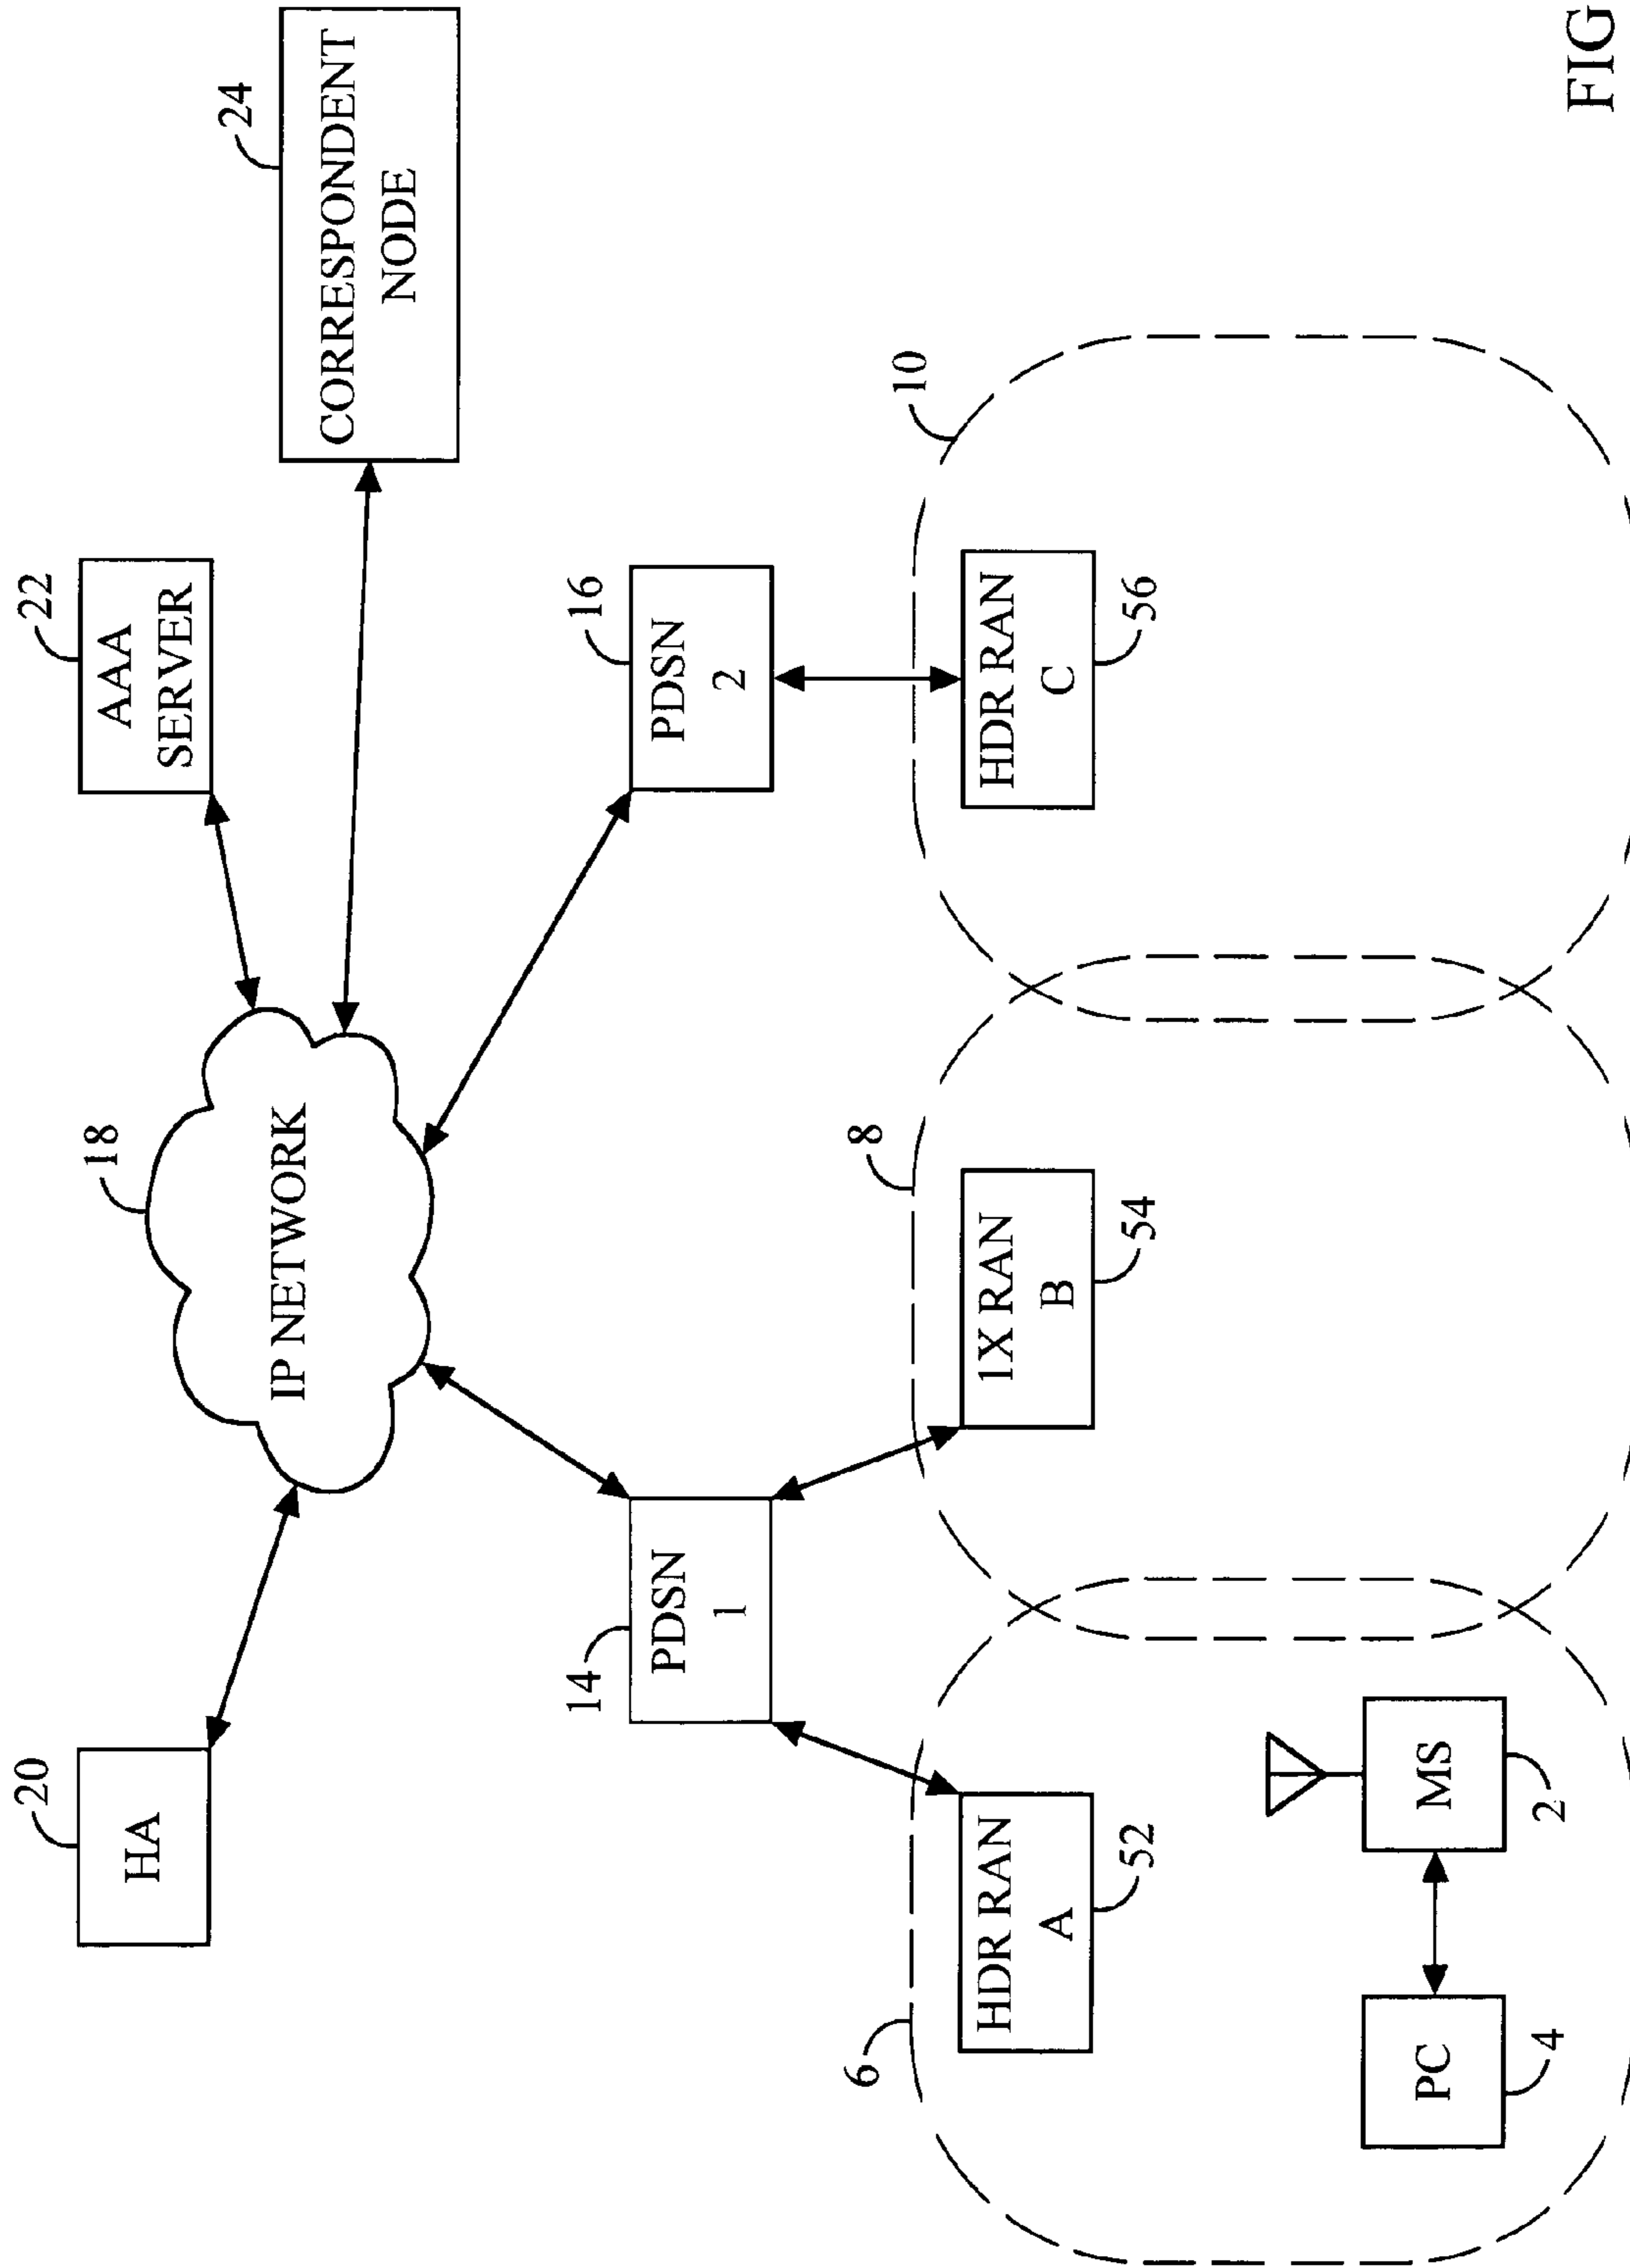 20
HA
18
IP NETWORK
22
AAA
SERVER
24
CORRESPONDENT
NODE
14
PDSN
1
16
PDSN
2
6
HDR RAN
A
52
8
1X RAN
B
54
10
HDR RAN
C
56
PC
4
MS
2
FIG